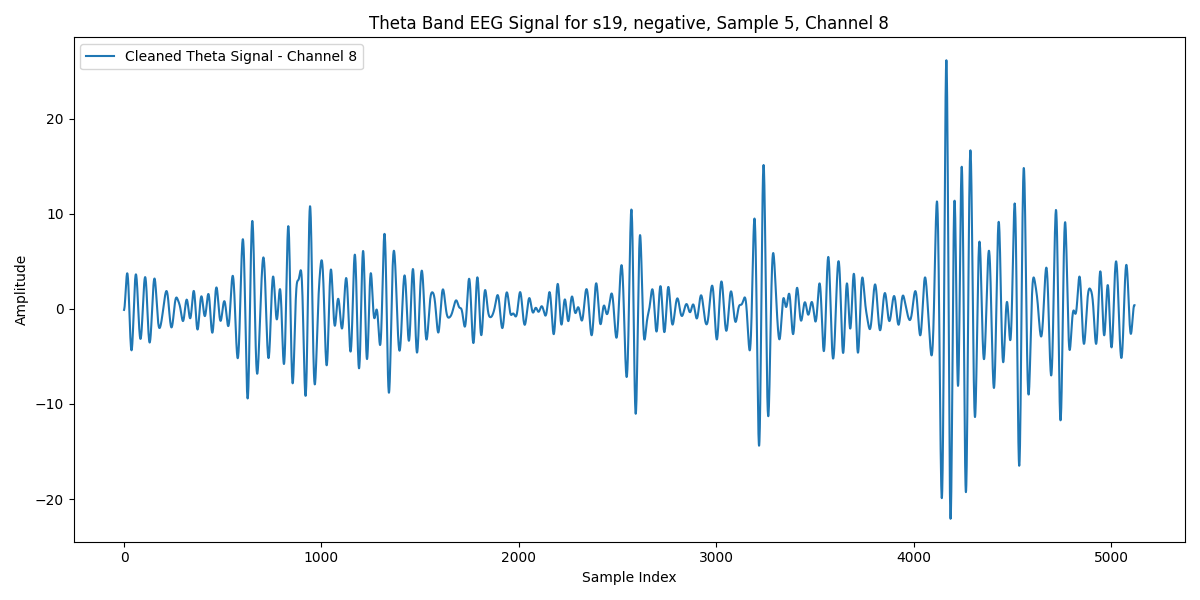 Theta Band EEG Signal for s19, negative, Sample 5, Channel 8
Cleaned Theta Signal - Channel 8
Amplitude
20
10
0
−10
−20
0 1000 2000 3000 4000 5000
Sample Index